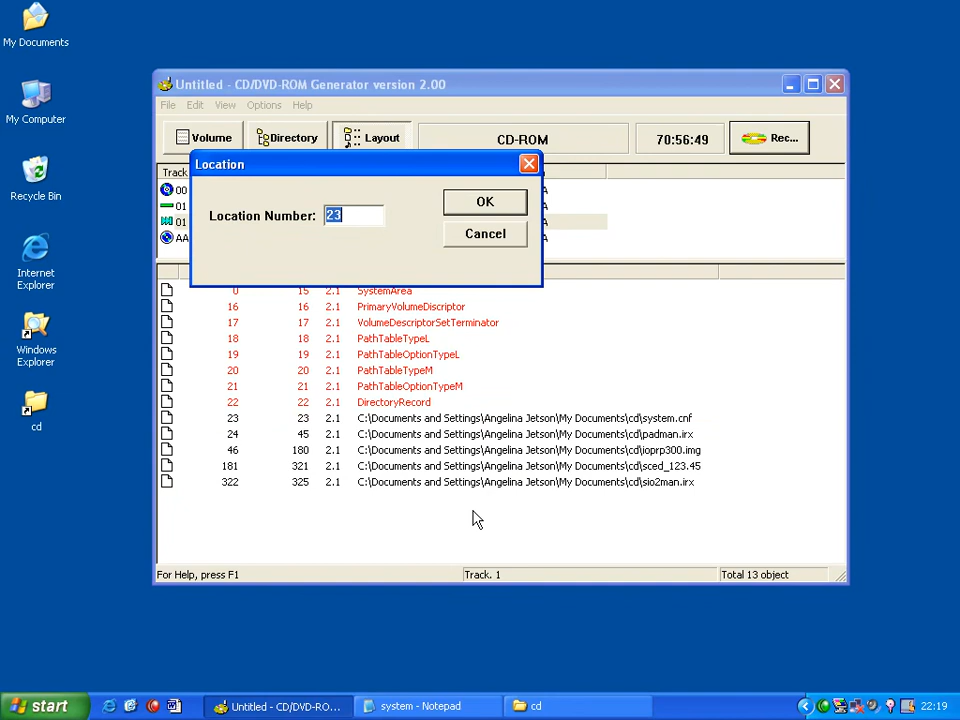 My Documents
My Computer
Recycle Bin
Internet
Explorer
Windows
Explorer
cd
Untitled - CD/DVD-ROM Generator version 2.00
File Edit View Options Help
Volume Directory Layout CD-ROM 70:56:49 Rec...
Track
00
01
01
AA
A
A
A
A
Location
Location Number: 23
OK
Cancel
0 15 2.1 SystemArea
16 16 2.1 PrimaryVolumeDiscriptor
17 17 2.1 VolumeDescriptorSetTerminator
18 18 2.1 PathTableTypeL
19 19 2.1 PathTableOptionTypeL
20 20 2.1 PathTableTypeM
21 21 2.1 PathTableOptionTypeM
22 22 2.1 DirectoryRecord
23 23 2.1 C:\Documents and Settings\Angelina Jetson\My Documents\cd\system.cnf
24 45 2.1 C:\Documents and Settings\Angelina Jetson\My Documents\cd\padman.irx
46 180 2.1 C:\Documents and Settings\Angelina Jetson\My Documents\cd\ioprp300.img
181 321 2.1 C:\Documents and Settings\Angelina Jetson\My Documents\cd\sced_123.45
322 325 2.1 C:\Documents and Settings\Angelina Jetson\My Documents\cd\sio2man.irx
For Help, press F1 Track. 1 Total 13 object
start Untitled - CD/DVD-RO... system - Notepad cd 22:19